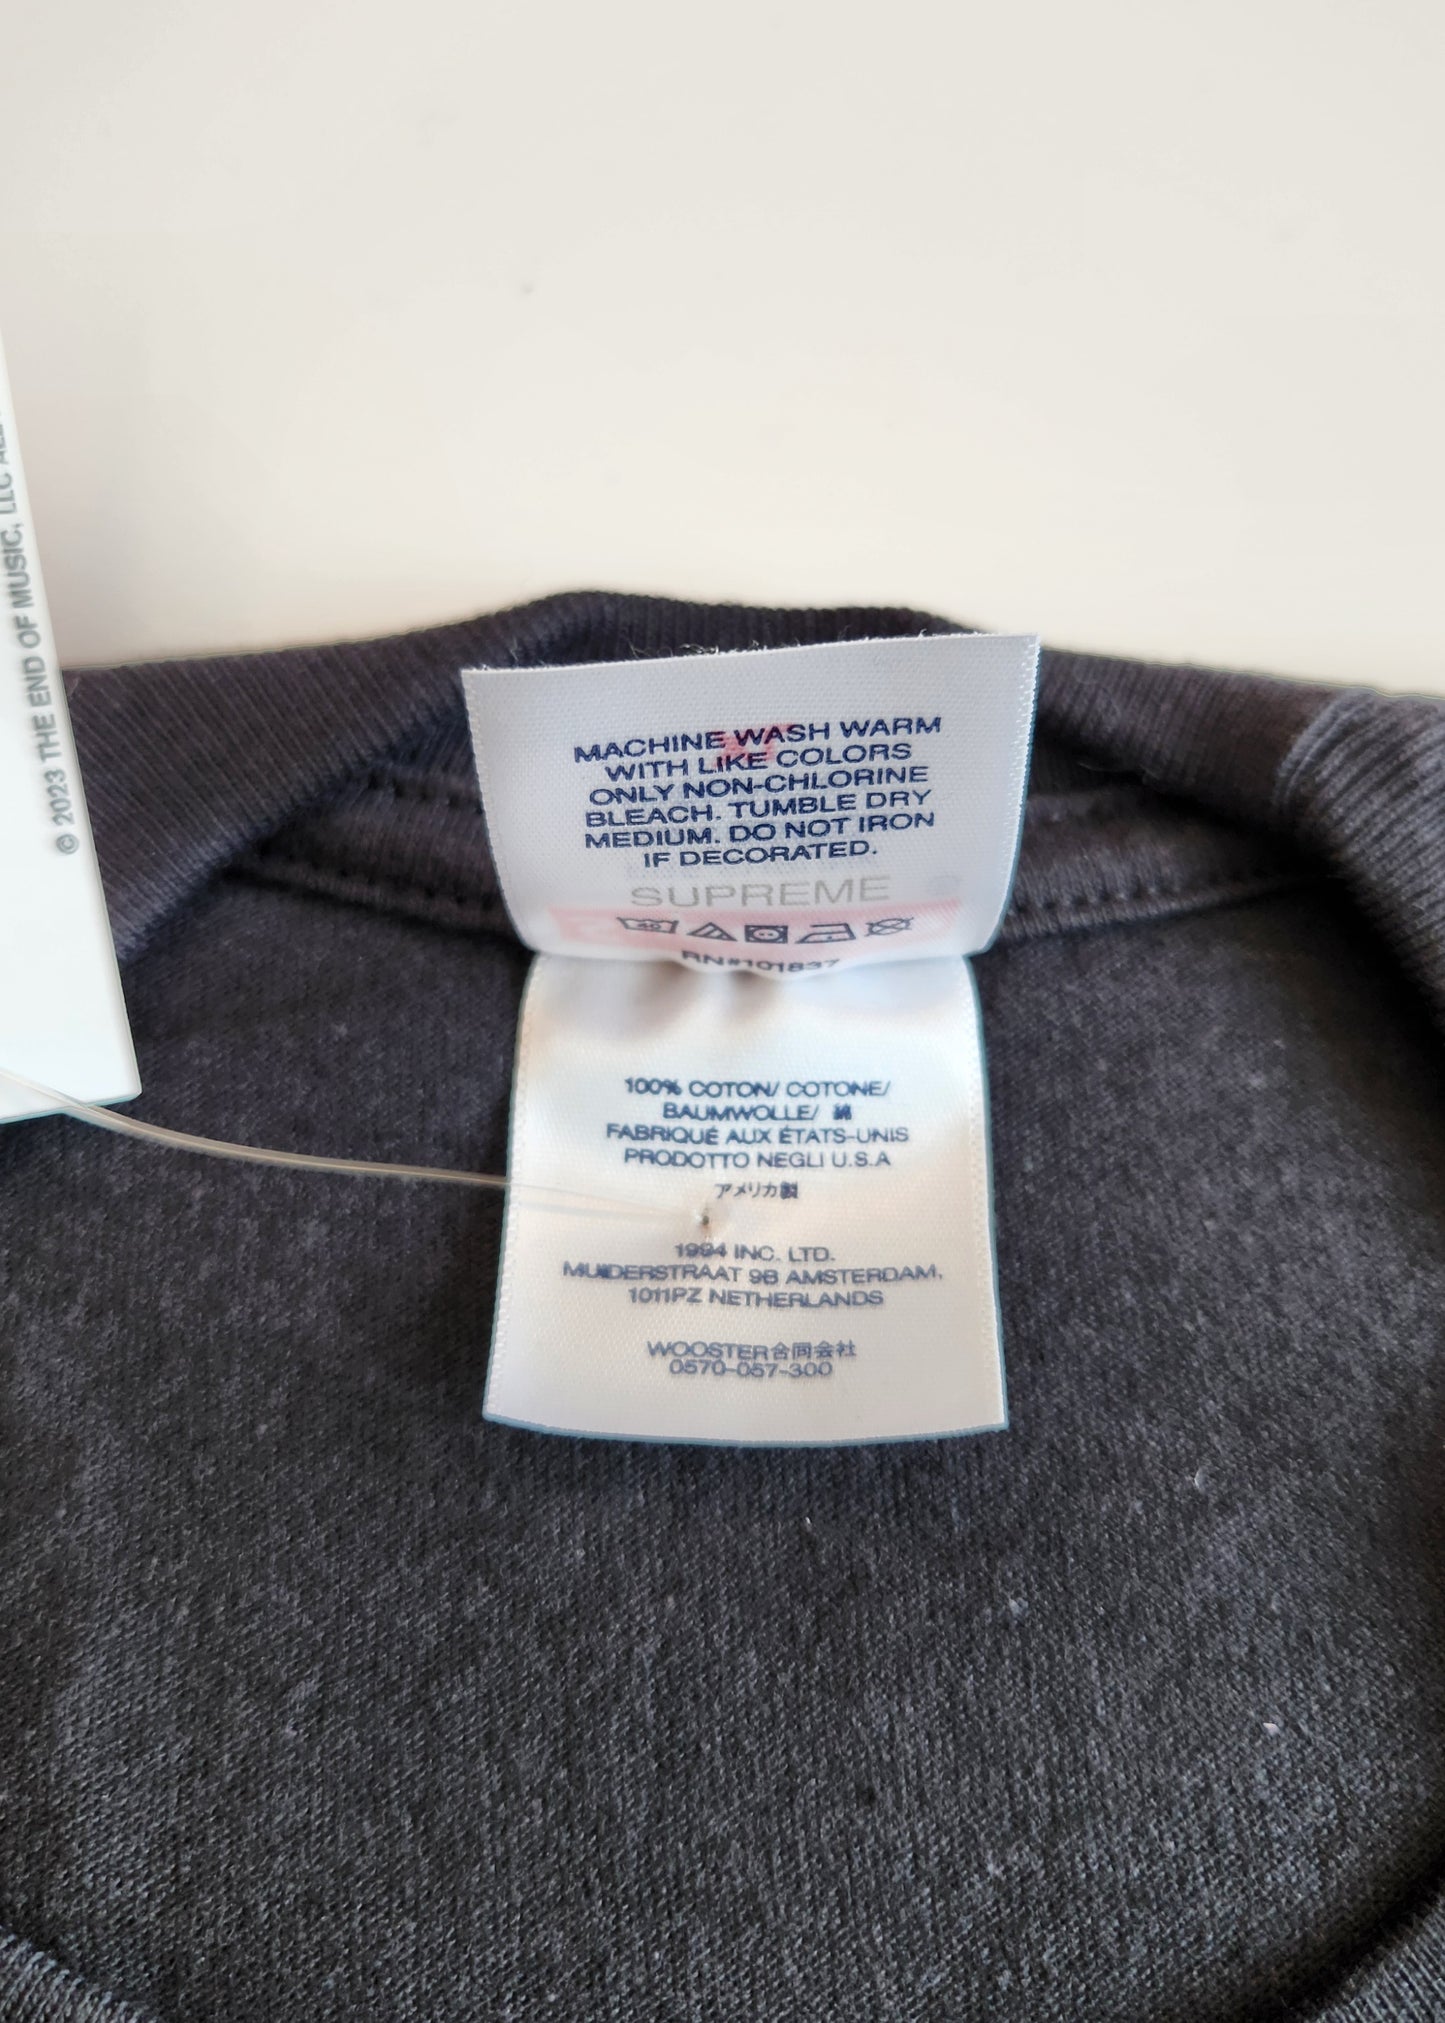 © 2023 THE END OF MUSIC, LLC
MACHINE WASH WARM
WITH LIKE COLORS
ONLY NON-CHLORINE
BLEACH. TUMBLE DRY
MEDIUM. DO NOT IRON
IF DECORATED.
SUPREME
40
RN#101837
100% COTON/ COTONE/
BAUMWOLLE/
FABRIQUÉ AUX ÉTATS-UNIS
PRODOTTO NEGLI U.S.A
アメリカ製
1994 INC. LTD.
MUIDERSTRAAT 9B AMSTERDAM,
1011PZ NETHERLANDS
WOOSTER合同会社
0570-057-300